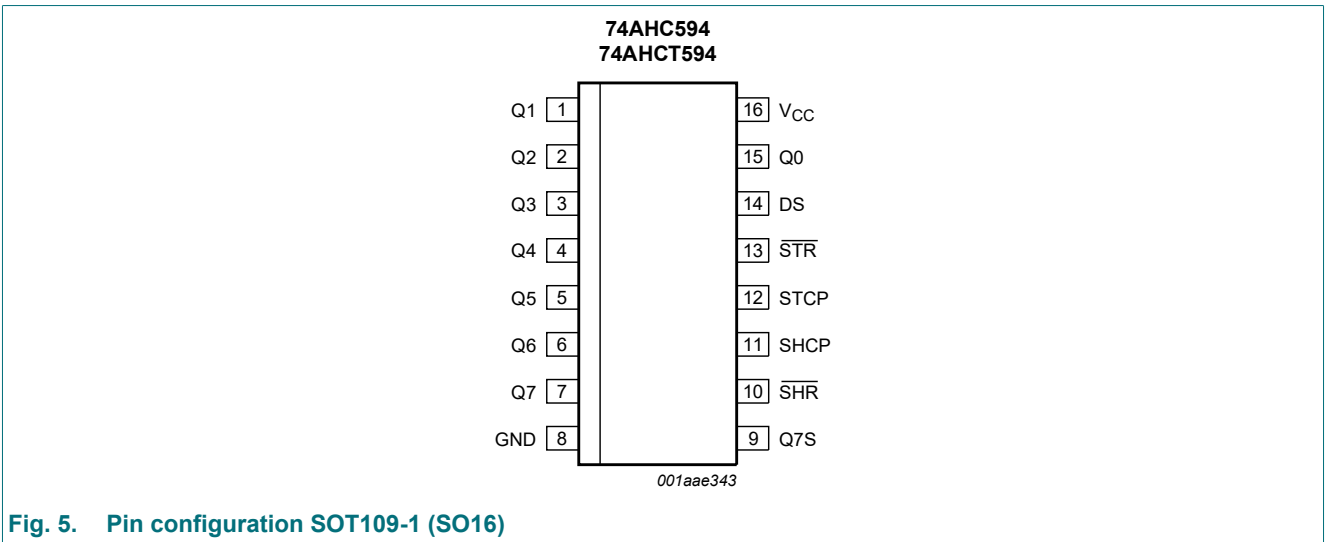 74AHC594
74AHCT594
Q1 1 16 VCC
Q2 2 15 Q0
Q3 3 14 DS
Q4 4 13 S̅T̅R̅
Q5 5 12 STCP
Q6 6 11 SHCP
Q7 7 10 S̅H̅R̅
GND 8 9 Q7S
001aae343
Fig. 5. Pin configuration SOT109-1 (SO16)